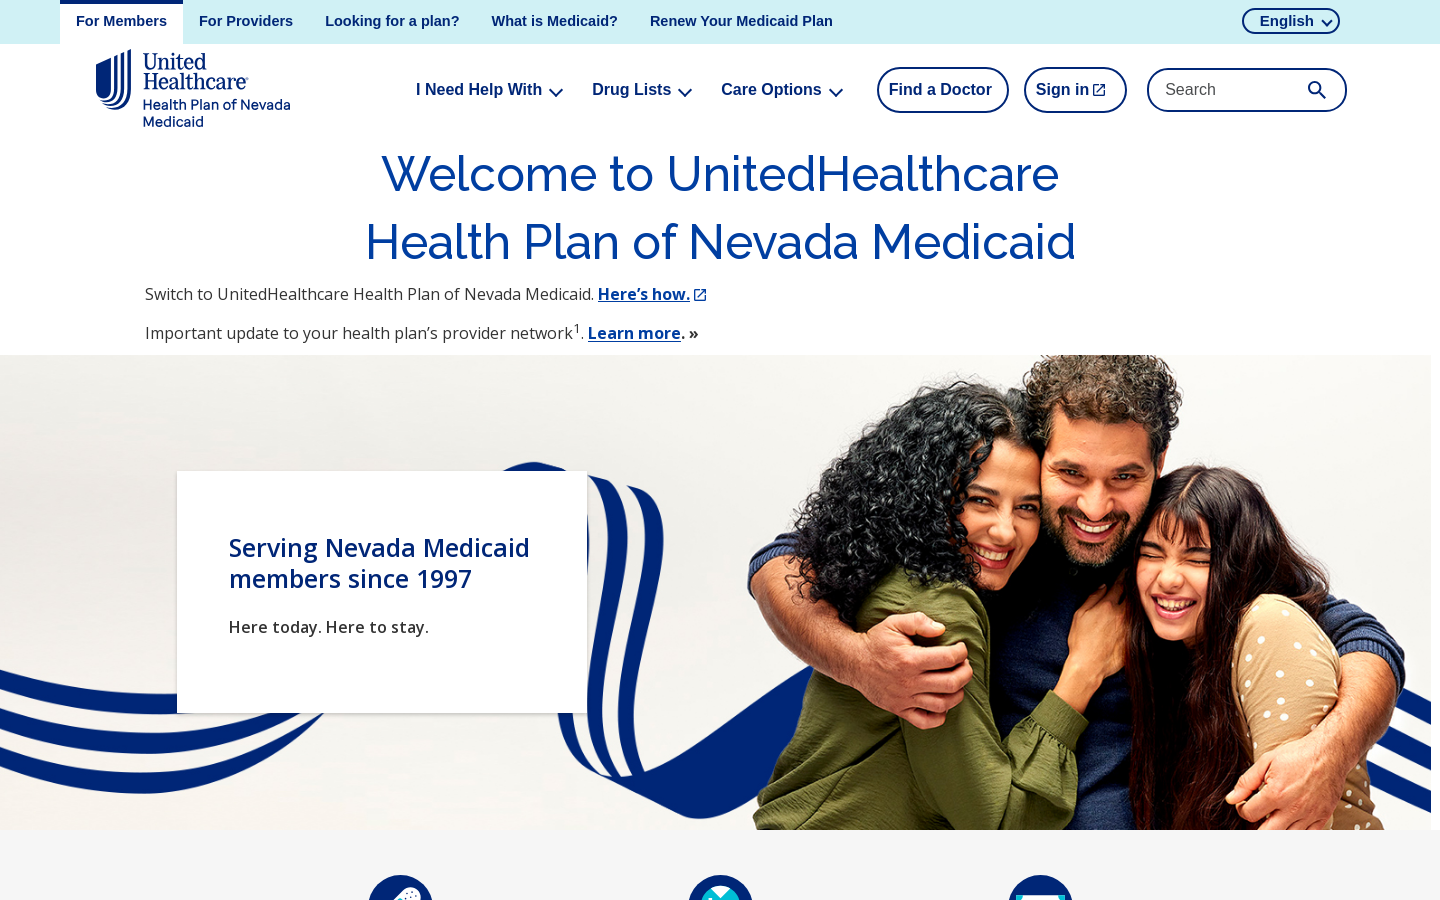 For Members
For Providers
Looking for a plan?
What is Medicaid?
Renew Your Medicaid Plan
English
United
Healthcare®
Health Plan of Nevada
Medicaid
I Need Help With
Drug Lists
Care Options
Find a Doctor
Sign in
Search
Welcome to UnitedHealthcare
Health Plan of Nevada Medicaid
Switch to UnitedHealthcare Health Plan of Nevada Medicaid. Here’s how.
Important update to your health plan’s provider network¹. Learn more. »
Serving Nevada Medicaid
members since 1997
Here today. Here to stay.